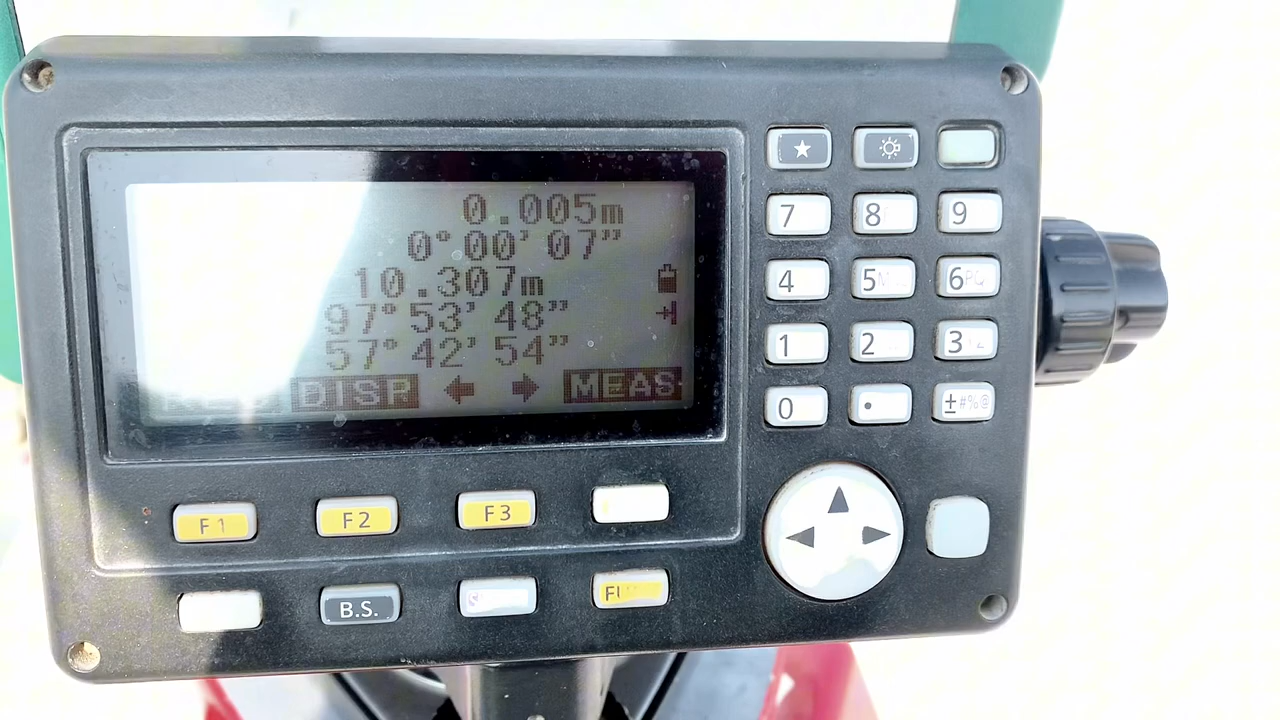 0.005m
0°00'07"
10.307m
97°53'48"
57°42'54"
DISP ← → MEAS
★
7 8 9
4 5 6PQ
1 2 3
0 . ±#%@
F1 F2 F3
B.S.